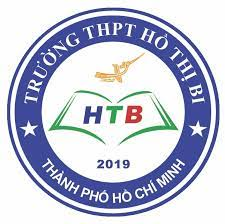 TRƯỜNG THPT HỒ THỊ BI
HTB
2019
THÀNH PHỐ HỒ CHÍ MINH